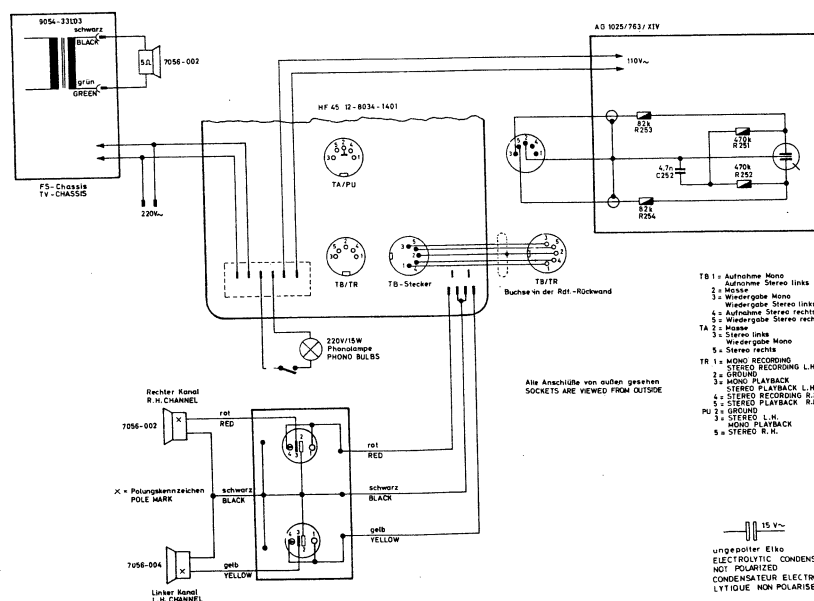 9054-33L03
schwarz
BLACK
5Ω
7056-002
grün
GREEN
FS-Chassis
TV-CHASSIS
220V~
HF 45 12-8034-1401
TA/PU
TB/TR
TB-Stecker
TB/TR
Buchse in der Rdf.-Rückwand
220V/15W
Phonolampe
PHONO BULBS
AG 1025/763/XIV
110V~
82k
R253
470k
R251
4,7n
C252
470k
R252
82k
R254
TB 1 = Aufnahme Mono
Aufnahme Stereo links
2 = Masse
3 = Wiedergabe Mono
Wiedergabe Stereo links
4 = Aufnahme Stereo rechts
5 = Wiedergabe Stereo rech
TA 2 = Masse
3 = Stereo links
Wiedergabe Mono
5 = Stereo rechts
TR 1 = MONO RECORDING
STEREO RECORDING L.H
2 = GROUND
3 = MONO PLAYBACK
STEREO PLAYBACK L.H
4 = STEREO RECORDING R.
5 = STEREO PLAYBACK R.
PU 2 = GROUND
3 = STEREO L.H.
MONO PLAYBACK
5 = STEREO R.H.
Alle Anschlüße von außen gesehen
SOCKETS ARE VIEWED FROM OUTSIDE
Rechter Kanal
R.H. CHANNEL
7056-002
rot
RED
rot
RED
X = Polungskennzeichen
POLE MARK
schwarz
BLACK
schwarz
BLACK
gelb
YELLOW
7056-004
gelb
YELLOW
Linker Kanal
L.H. CHANNEL
15 V~
ungepolter Elko
ELECTROLYTIC CONDENS
NOT POLARIZED
CONDENSATEUR ELECTRO
LYTIQUE NON POLARISE